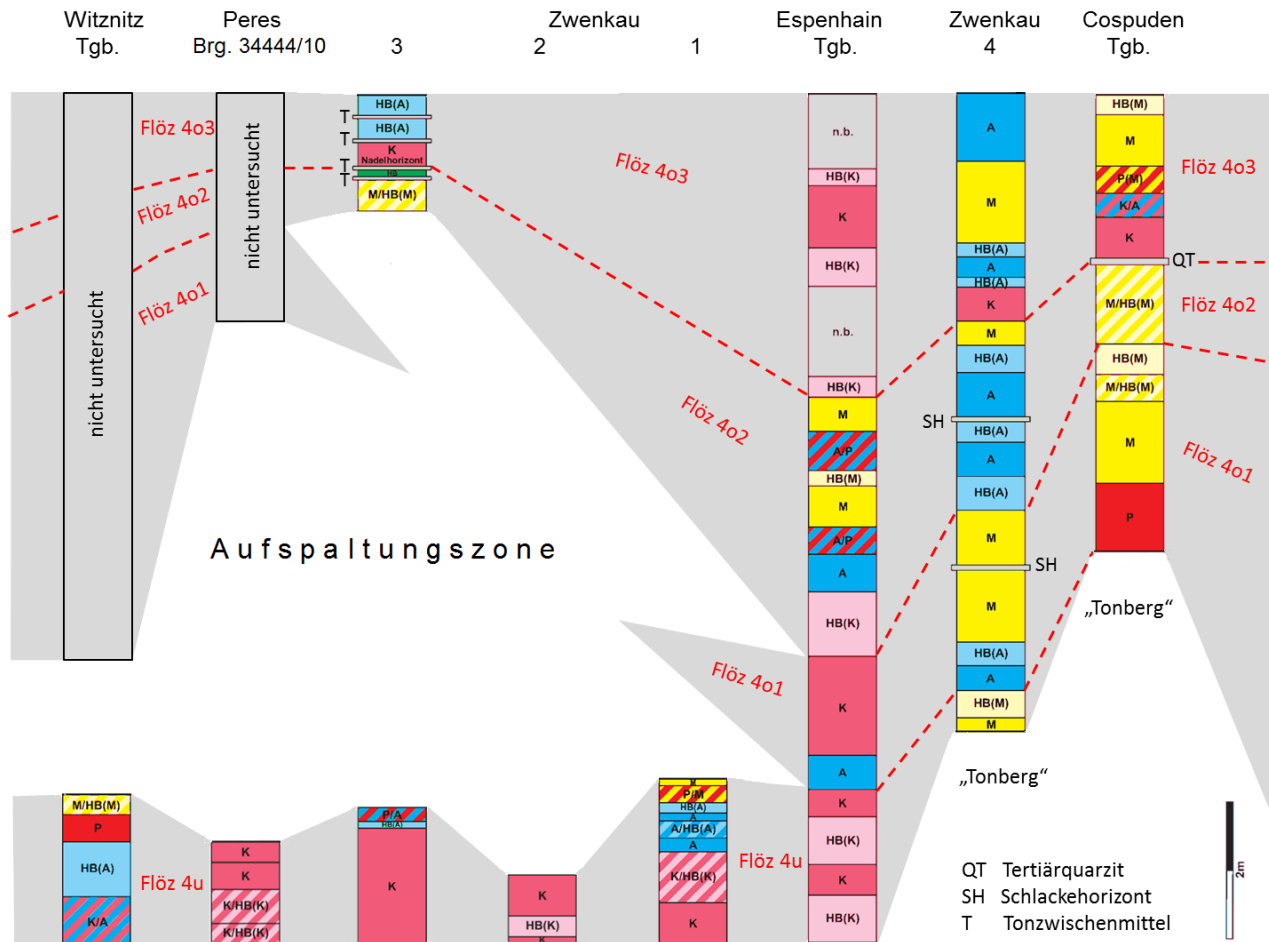 Witznitz Peres Zwenkau Espenhain Zwenkau Cospuden
Tgb. Brg. 34444/10 3 2 1 Tgb. 4 Tgb.
nicht untersucht
nicht untersucht
Flöz 4o3
Flöz 4o2
Flöz 4o1
T
T
T
T
HB(A)
HB(A)
K
Nadelhorizont
HB
M/HB(M)
Flöz 4o3
Flöz 4o2
Flöz 4o1
n.b.
HB(K)
K
HB(K)
n.b.
HB(K)
M
A/P
HB(M)
M
A/P
A
HB(K)
K
A
K
HB(K)
K
HB(K)
A
M
HB(A)
A
HB(A)
K
M
HB(A)
A
SH
HB(A)
A
HB(A)
M
SH
M
HB(A)
A
HB(M)
M
„Tonberg“
HB(M)
M
P(M)
K/A
K
QT
M/HB(M)
HB(M)
M/HB(M)
M
P
„Tonberg“
Flöz 4o3
Flöz 4o2
Flöz 4o1
Aufspaltungszone
M/HB(M)
P
HB(A)
K/A
Flöz 4u
K
K
K/HB(K)
K/HB(K)
P/A
HB(A)
K
K
HB(K)
K
M
P/M
HB(A)
A
A/HB(A)
A
K/HB(K)
K
Flöz 4u
QT Tertiärquarzit
SH Schlackehorizont
T Tonzwischenmittel
2m